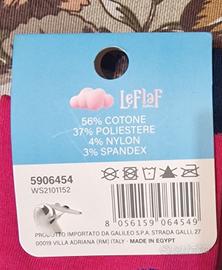 LeFlaF
56% COTONE
37% POLIESTERE
4% NYLON
3% SPANDEX
5906454
WS2101152
8 056159 064549
PRODOTTO IMPORTATO DA GALILEO S.P.A. STRADA GALLI, 27
00019 VILLA ADRIANA (RM) ITALY - MADE IN EGYPT